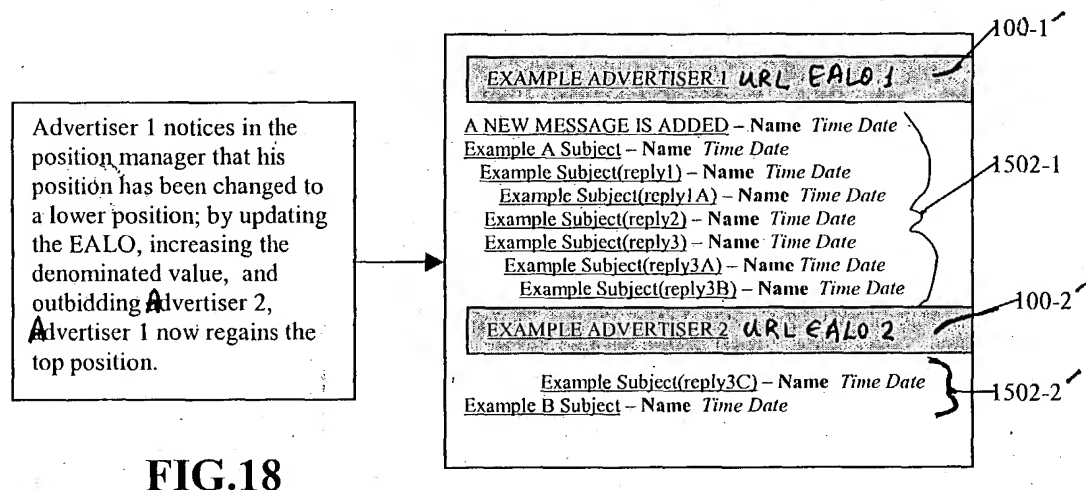 Advertiser 1 notices in the
position manager that his
position has been changed to
a lower position; by updating
the EALO, increasing the
denominated value, and
outbidding Advertiser 2,
Advertiser 1 now regains the
top position.
FIG.18
100-1'
EXAMPLE ADVERTISER 1 URL EALO 1
A NEW MESSAGE IS ADDED – Name Time Date
Example A Subject – Name Time Date
Example Subject(reply1) – Name Time Date
Example Subject(reply1A) – Name Time Date
Example Subject(reply2) – Name Time Date
Example Subject(reply3) – Name Time Date
Example Subject(reply3A) – Name Time Date
Example Subject(reply3B) – Name Time Date
1502-1
100-2'
EXAMPLE ADVERTISER 2 URL EALO 2
Example Subject(reply3C) – Name Time Date
Example B Subject – Name Time Date
1502-2'